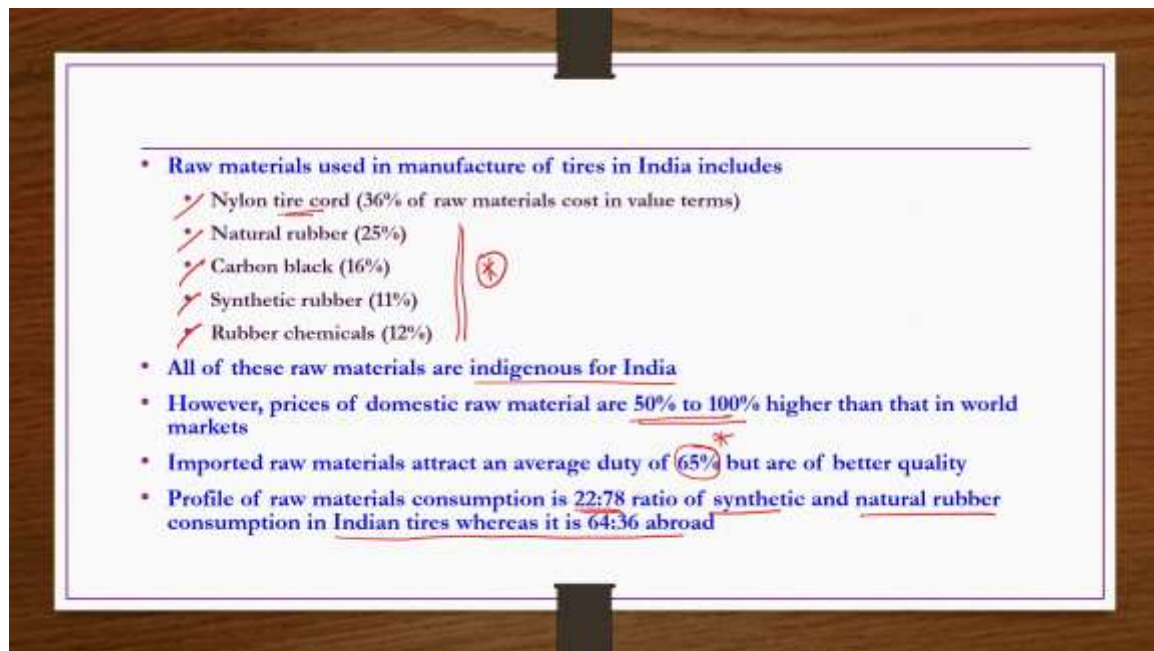 • Raw materials used in manufacture of tires in India includes
• Nylon tire cord (36% of raw materials cost in value terms)
• Natural rubber (25%)
• Carbon black (16%)
• Synthetic rubber (11%)
• Rubber chemicals (12%)
• All of these raw materials are indigenous for India
• However, prices of domestic raw material are 50% to 100% higher than that in world
markets
• Imported raw materials attract an average duty of 65% but are of better quality
• Profile of raw materials consumption is 22:78 ratio of synthetic and natural rubber
consumption in Indian tires whereas it is 64:36 abroad